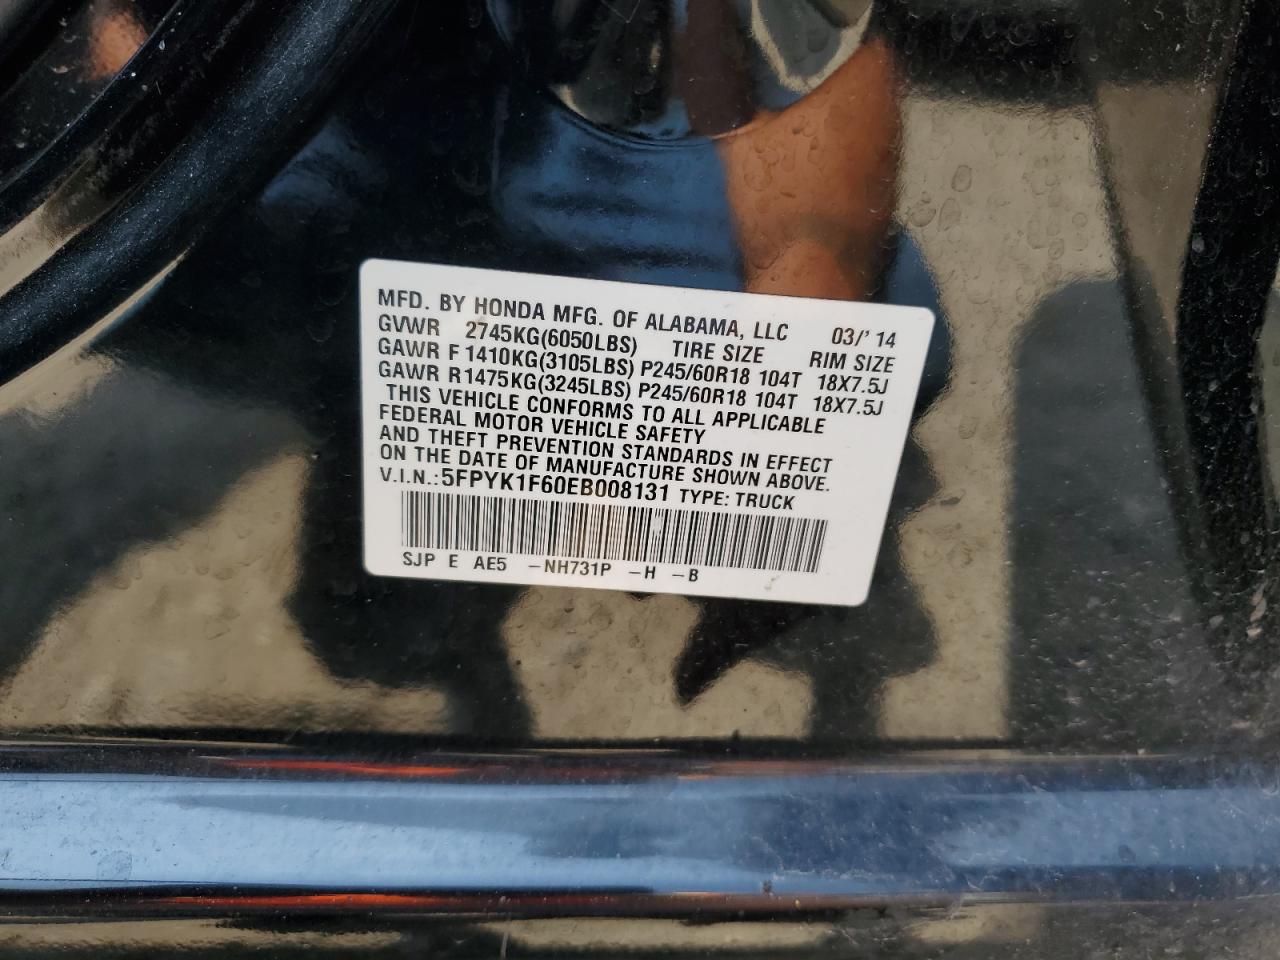 MFD. BY HONDA MFG. OF ALABAMA, LLC 03/' 14
GVWR 2745KG(6050LBS) TIRE SIZE RIM SIZE
GAWR F 1410KG(3105LBS) P245/60R18 104T 18X7.5J
GAWR R1475KG(3245LBS) P245/60R18 104T 18X7.5J
THIS VEHICLE CONFORMS TO ALL APPLICABLE
FEDERAL MOTOR VEHICLE SAFETY
AND THEFT PREVENTION STANDARDS IN EFFECT
ON THE DATE OF MANUFACTURE SHOWN ABOVE.
V.I.N.:5FPYK1F60EB008131 TYPE: TRUCK
SJP E AE5 -NH731P -H -B